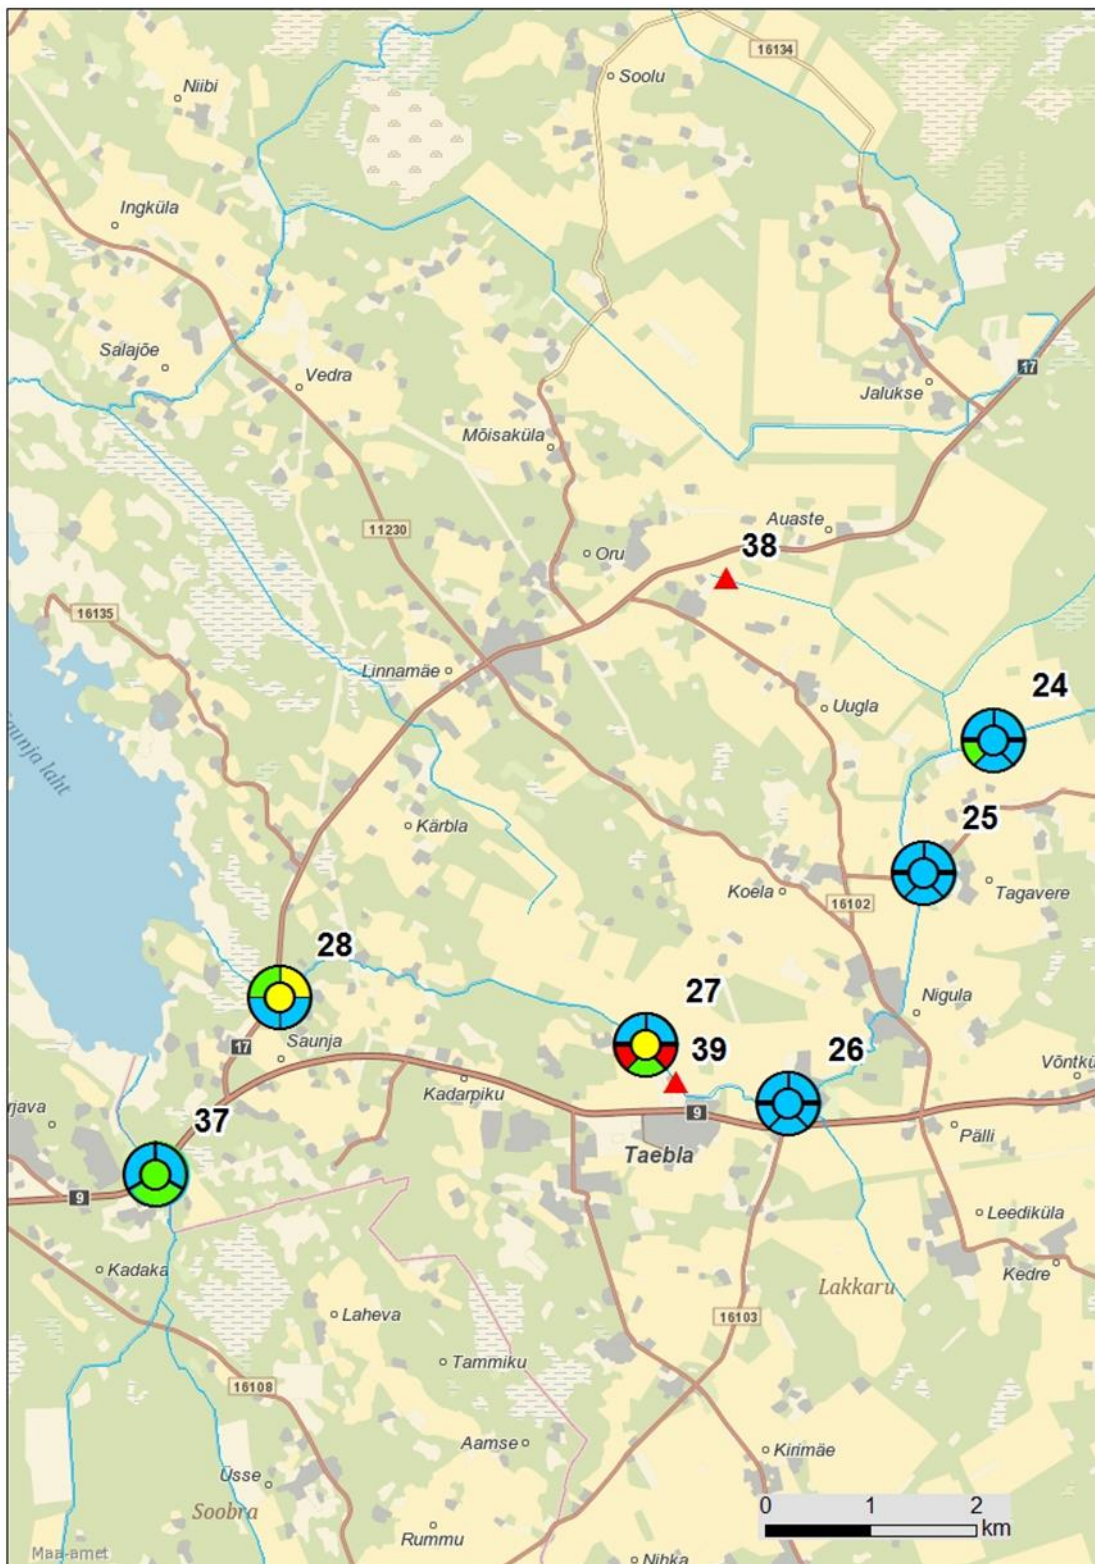 16134
Soolu
Niibi
Ingküla
17
Salajõe
Vedra
Jalukse
Mõisaküla
Auaste
11230
38
Oru
16135
Linnamäe
24
Uugla
Saunja laht
25
Kärbla
Koela
16102
Tagavere
28
27
Nigula
17
Saunja
39
26
Kadarpiku
9
37
Taebla
Pälli
9
Leediküla
Kadaka
Kedre
Lakkaru
Laheva
16103
Tammiku
16108
Aamse
Kirimäe
Üsse
Soobra
0 1 2
km
Rummu
Maa-amet
Nihka